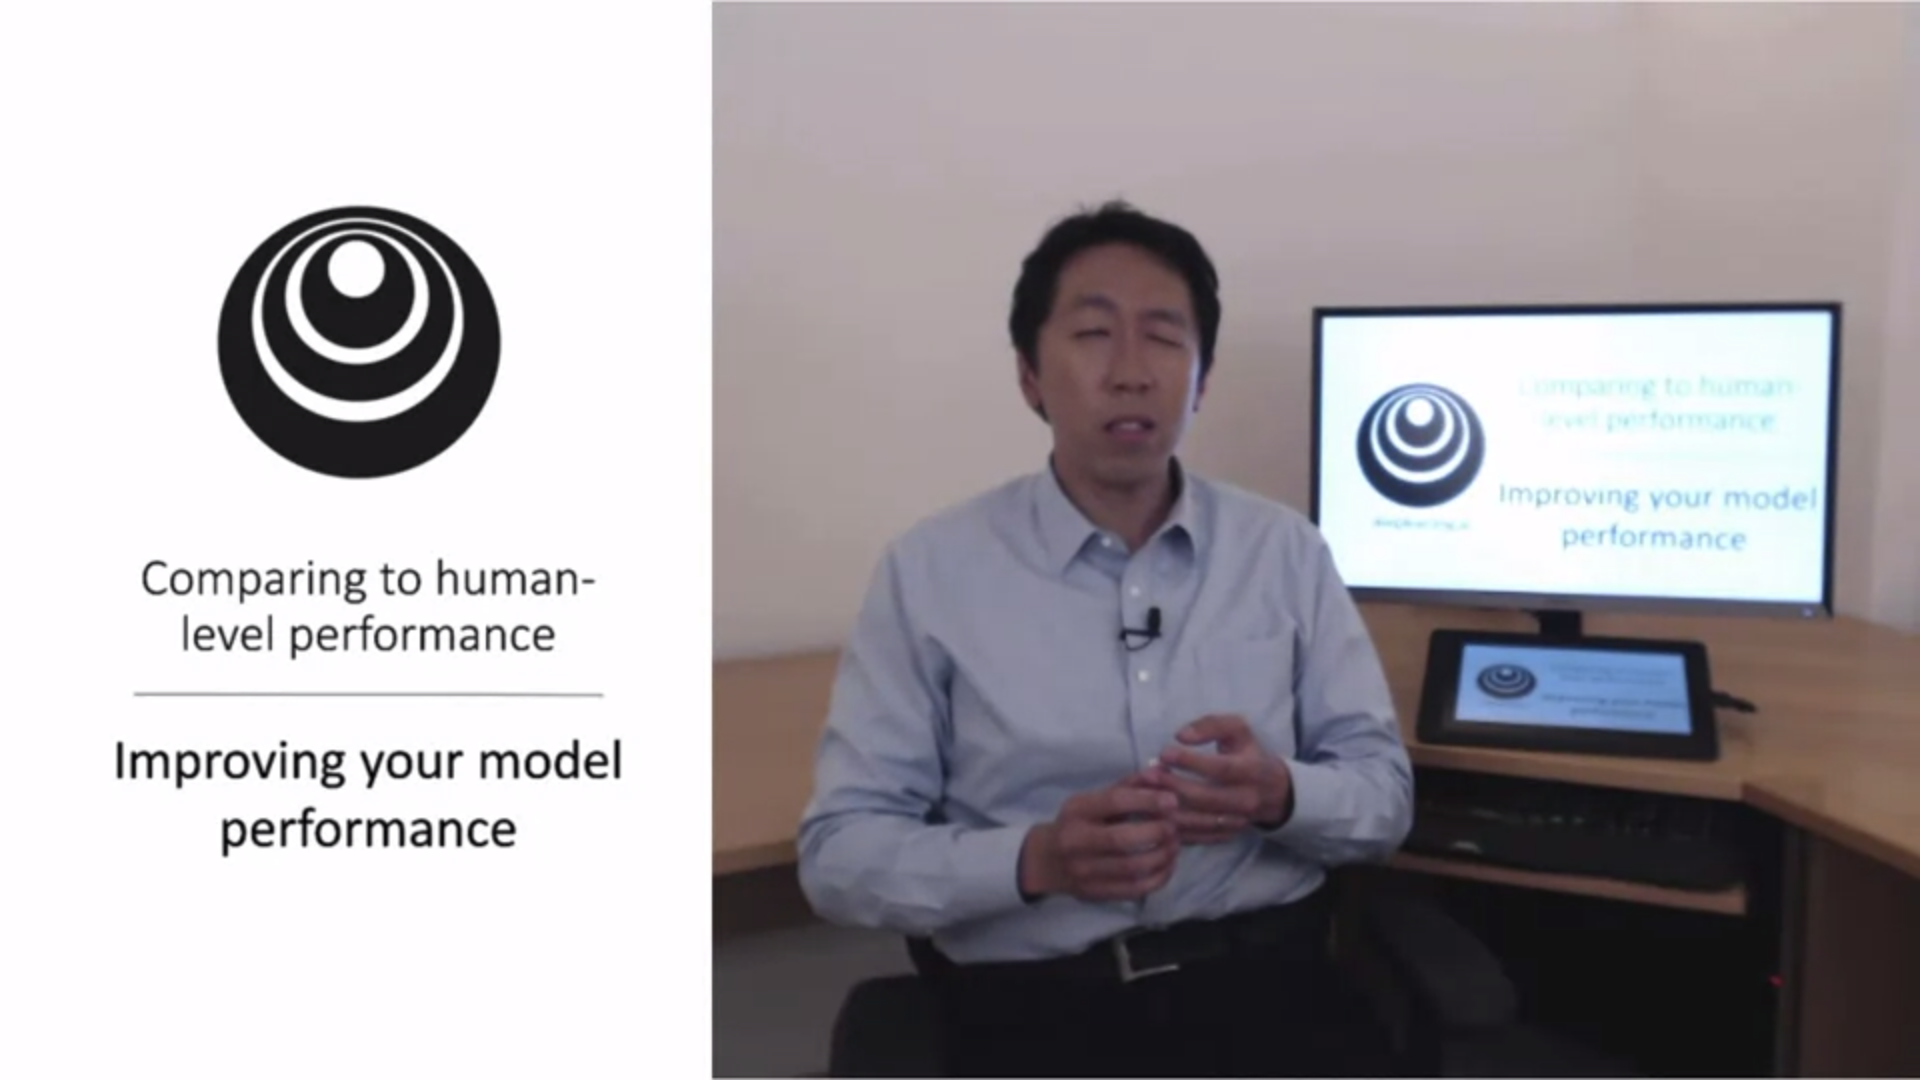 Comparing to human-
level performance
Improving your model
performance
Comparing to human-
level performance
Improving your model
performance